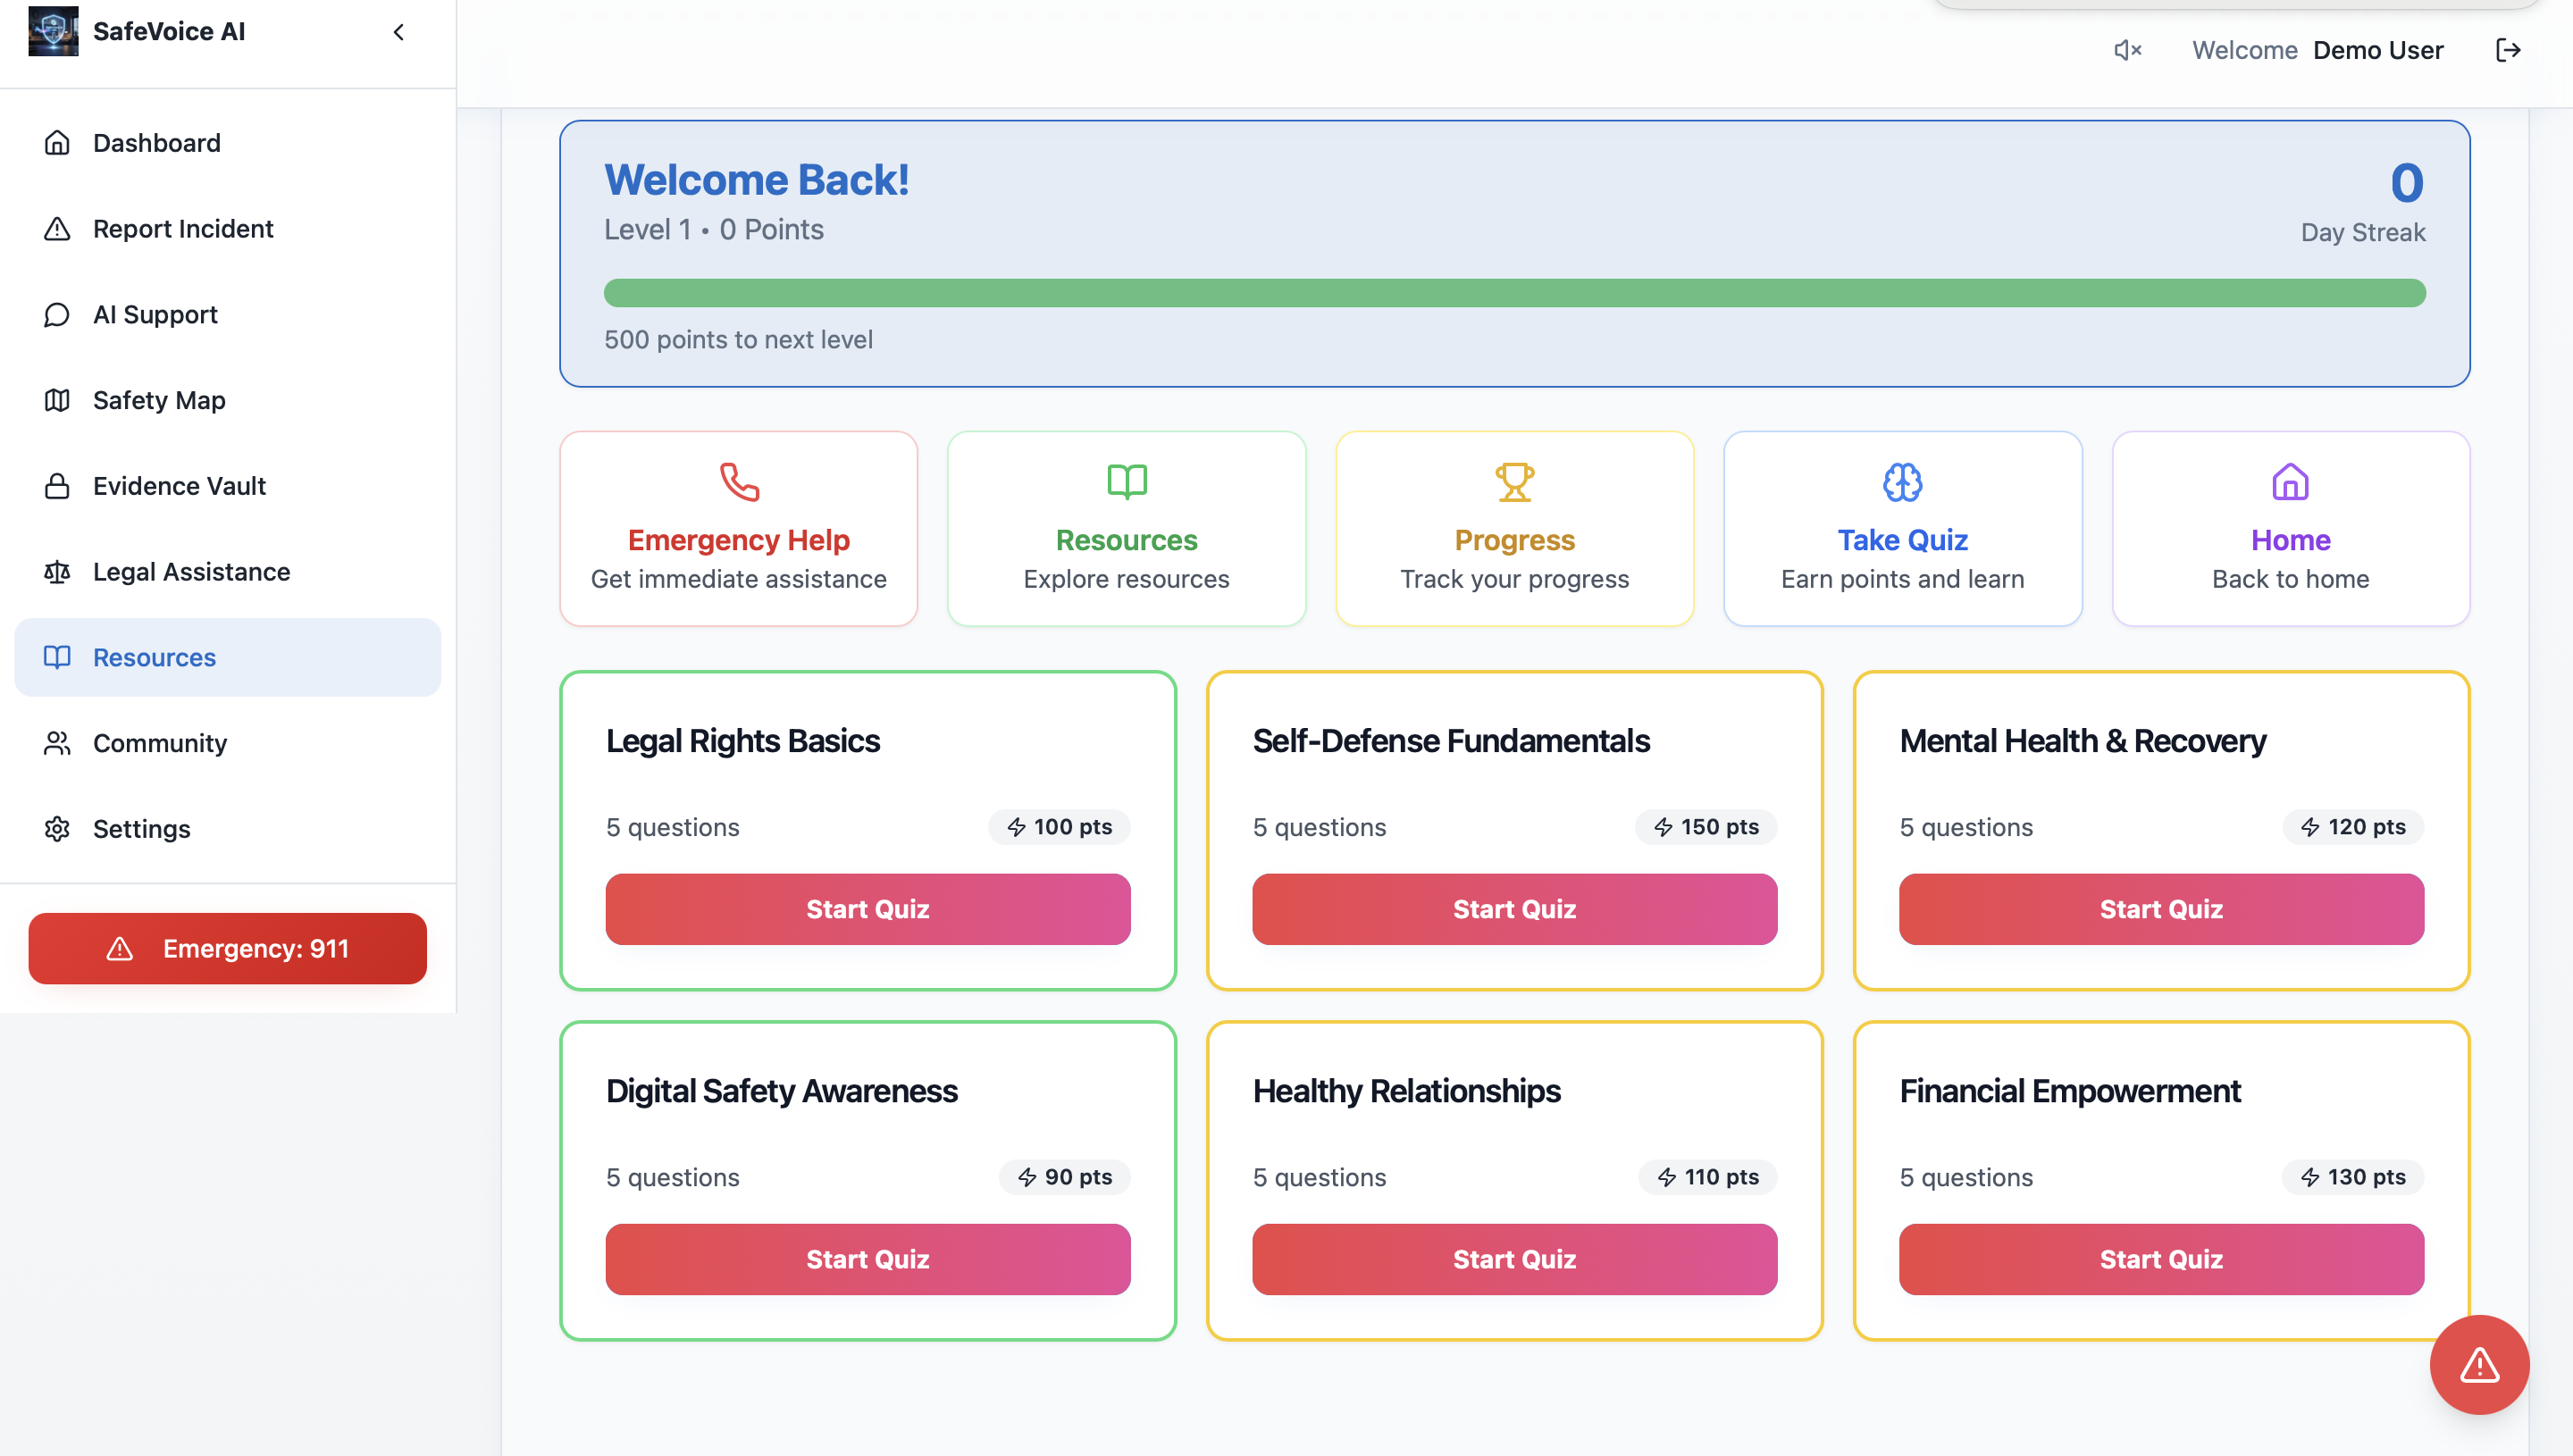 SafeVoice AI
Dashboard
Report Incident
AI Support
Safety Map
Evidence Vault
Legal Assistance
Resources
Community
Settings
Emergency: 911
Welcome Demo User
Welcome Back!
Level 1 • 0 Points
0
Day Streak
500 points to next level
Emergency Help
Get immediate assistance
Resources
Explore resources
Progress
Track your progress
Take Quiz
Earn points and learn
Home
Back to home
Legal Rights Basics
5 questions
100 pts
Start Quiz
Self-Defense Fundamentals
5 questions
150 pts
Start Quiz
Mental Health & Recovery
5 questions
120 pts
Start Quiz
Digital Safety Awareness
5 questions
90 pts
Start Quiz
Healthy Relationships
5 questions
110 pts
Start Quiz
Financial Empowerment
5 questions
130 pts
Start Quiz